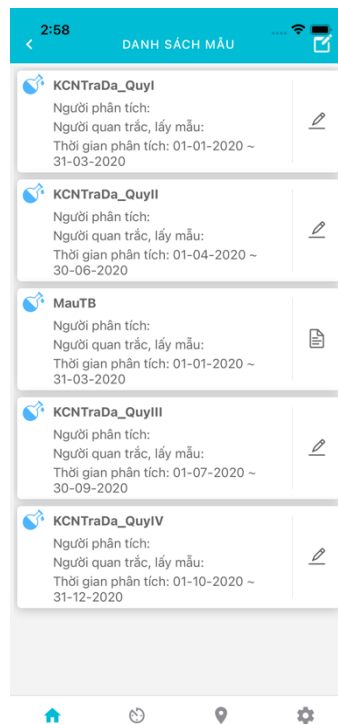 2:58
DANH SÁCH MẪU
KCNTraDa_QuyI
Người phân tích:
Người quan trắc, lấy mẫu:
Thời gian phân tích: 01-01-2020 ~
31-03-2020
KCNTraDa_QuyII
Người phân tích:
Người quan trắc, lấy mẫu:
Thời gian phân tích: 01-04-2020 ~
30-06-2020
MauTB
Người phân tích:
Người quan trắc, lấy mẫu:
Thời gian phân tích: 01-01-2020 ~
31-03-2020
KCNTraDa_QuyIII
Người phân tích:
Người quan trắc, lấy mẫu:
Thời gian phân tích: 01-07-2020 ~
30-09-2020
KCNTraDa_QuyIV
Người phân tích:
Người quan trắc, lấy mẫu:
Thời gian phân tích: 01-10-2020 ~
31-12-2020